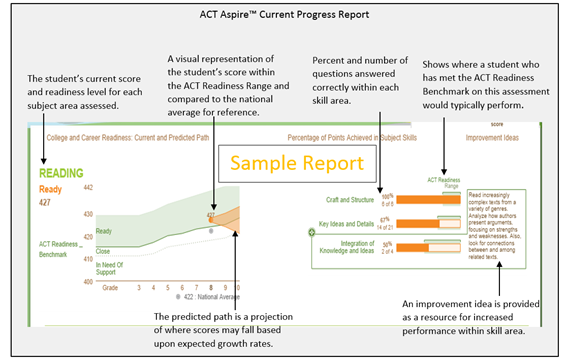 ACT Aspire™ Current Progress Report
The student's current score
and readiness level for each
subject area assessed.
A visual representation of
the student's score within
the ACT Readiness Range and
compared to the national
average for reference.
Percent and number of
questions answered
correctly within each
skill area.
Shows where a student who
has met the ACT Readiness
Benchmark on this assessment
would typically perform.
score
College and Career Readiness: Current and Predicted Path
Percentage of Points Achieved in Subject Skills
Improvement Ideas
Sample Report
READING
Ready
427
442
430
420
410
400
427
ACT Readiness
Benchmark
Ready
Close
In Need Of
Support
Grade 3 4 5 6 7 8 9 10
422 : National Average
ACT Readiness
Range
Craft and Structure
100%
Key Ideas and Details
67%
14 of 21
Integration of
Knowledge and Ideas
50%
2 of 4
Read increasingly
complex texts from a
variety of genres.
Analyze how authors
present arguments,
focusing on strengths
and weaknesses. Also,
look for connections
between and among
related texts.
The predicted path is a projection
of where scores may fall based
upon expected growth rates.
An improvement idea is provided
as a resource for increased
performance within skill area.